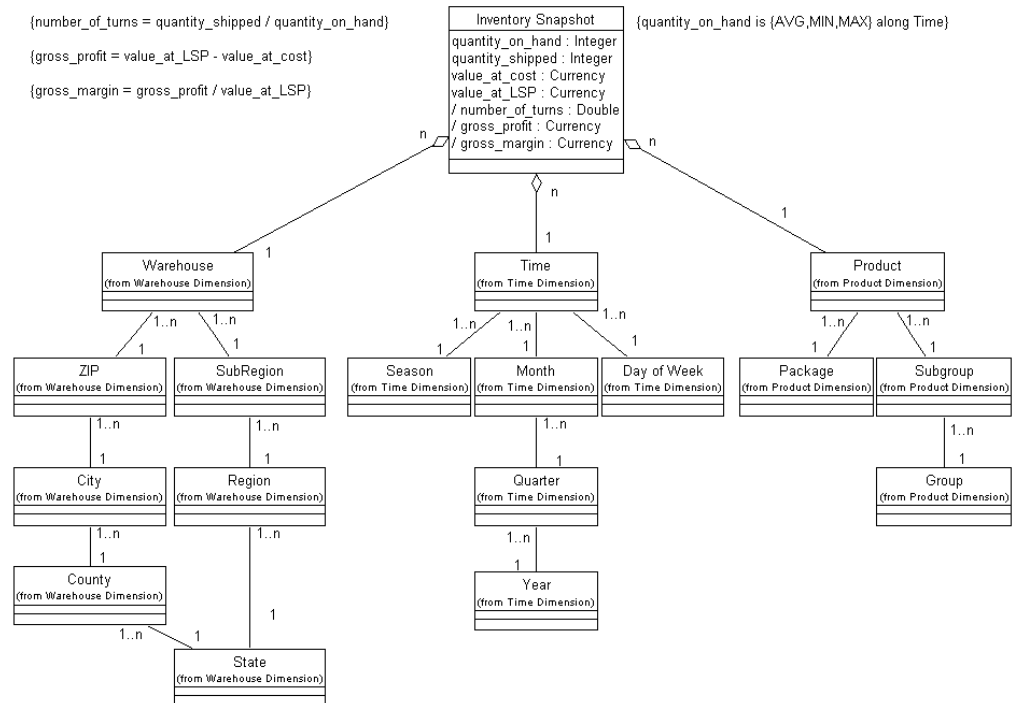 {number_of_turns = quantity_shipped / quantity_on_hand}
{gross_profit = value_at_LSP - value_at_cost}
{gross_margin = gross_profit / value_at_LSP}
Inventory Snapshot
quantity_on_hand : Integer
quantity_shipped : Integer
value_at_cost : Currency
value_at_LSP : Currency
/ number_of_turns : Double
/ gross_profit : Currency
/ gross_margin : Currency
{quantity_on_hand is {AVG,MIN,MAX} along Time}
n
n
n
1
1
1
Warehouse
(from Warehouse Dimension)
Time
(from Time Dimension)
Product
(from Product Dimension)
1..n
1..n
1..n
1..n
1..n
1..n
1..n
1
1
1
1
1
1
1
ZIP
(from Warehouse Dimension)
SubRegion
(from Warehouse Dimension)
Season
(from Time Dimension)
Month
(from Time Dimension)
Day of Week
(from Time Dimension)
Package
(from Product Dimension)
Subgroup
(from Product Dimension)
1..n
1..n
1..n
1..n
1
1
1
1
City
(from Warehouse Dimension)
Region
(from Warehouse Dimension)
Quarter
(from Time Dimension)
Group
(from Product Dimension)
1..n
1..n
1..n
1
1
County
(from Warehouse Dimension)
Year
(from Time Dimension)
1..n
1
1
State
(from Warehouse Dimension)